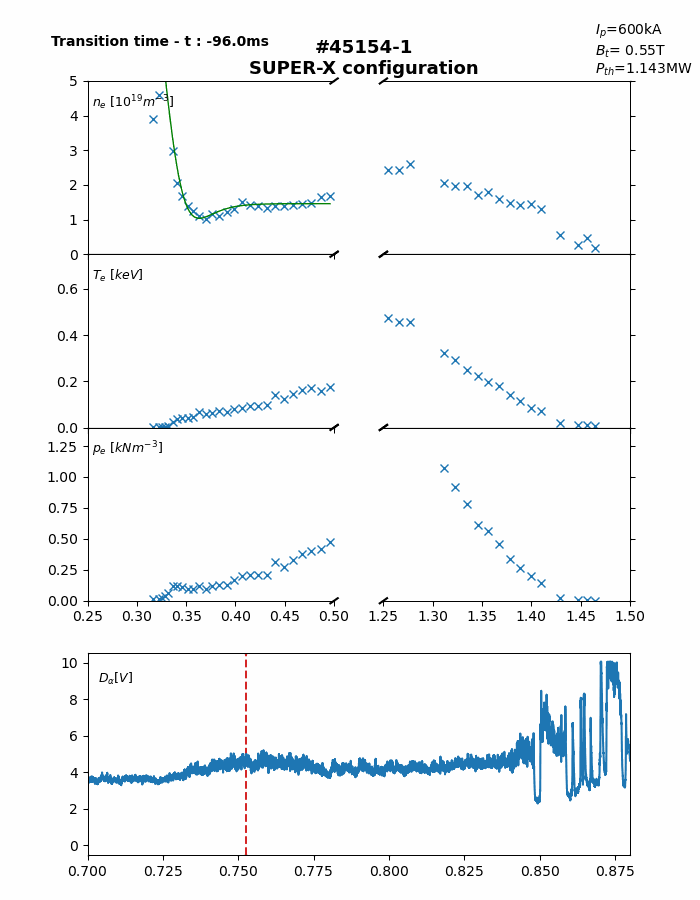 Transition time - t : -96.0ms
#45154-1
SUPER-X configuration
I_p=600kA
B_t= 0.55T
P_th=1.143MW
n_e [10^19 m^-3]
5
4
3
2
1
0
T_e [keV]
0.6
0.4
0.2
0.0
p_e [kNm^-3]
1.25
1.00
0.75
0.50
0.25
0.00
0.25 0.30 0.35 0.40 0.45 0.50 1.25 1.30 1.35 1.40 1.45 1.50
D_α[V]
10
8
6
4
2
0
0.700 0.725 0.750 0.775 0.800 0.825 0.850 0.875